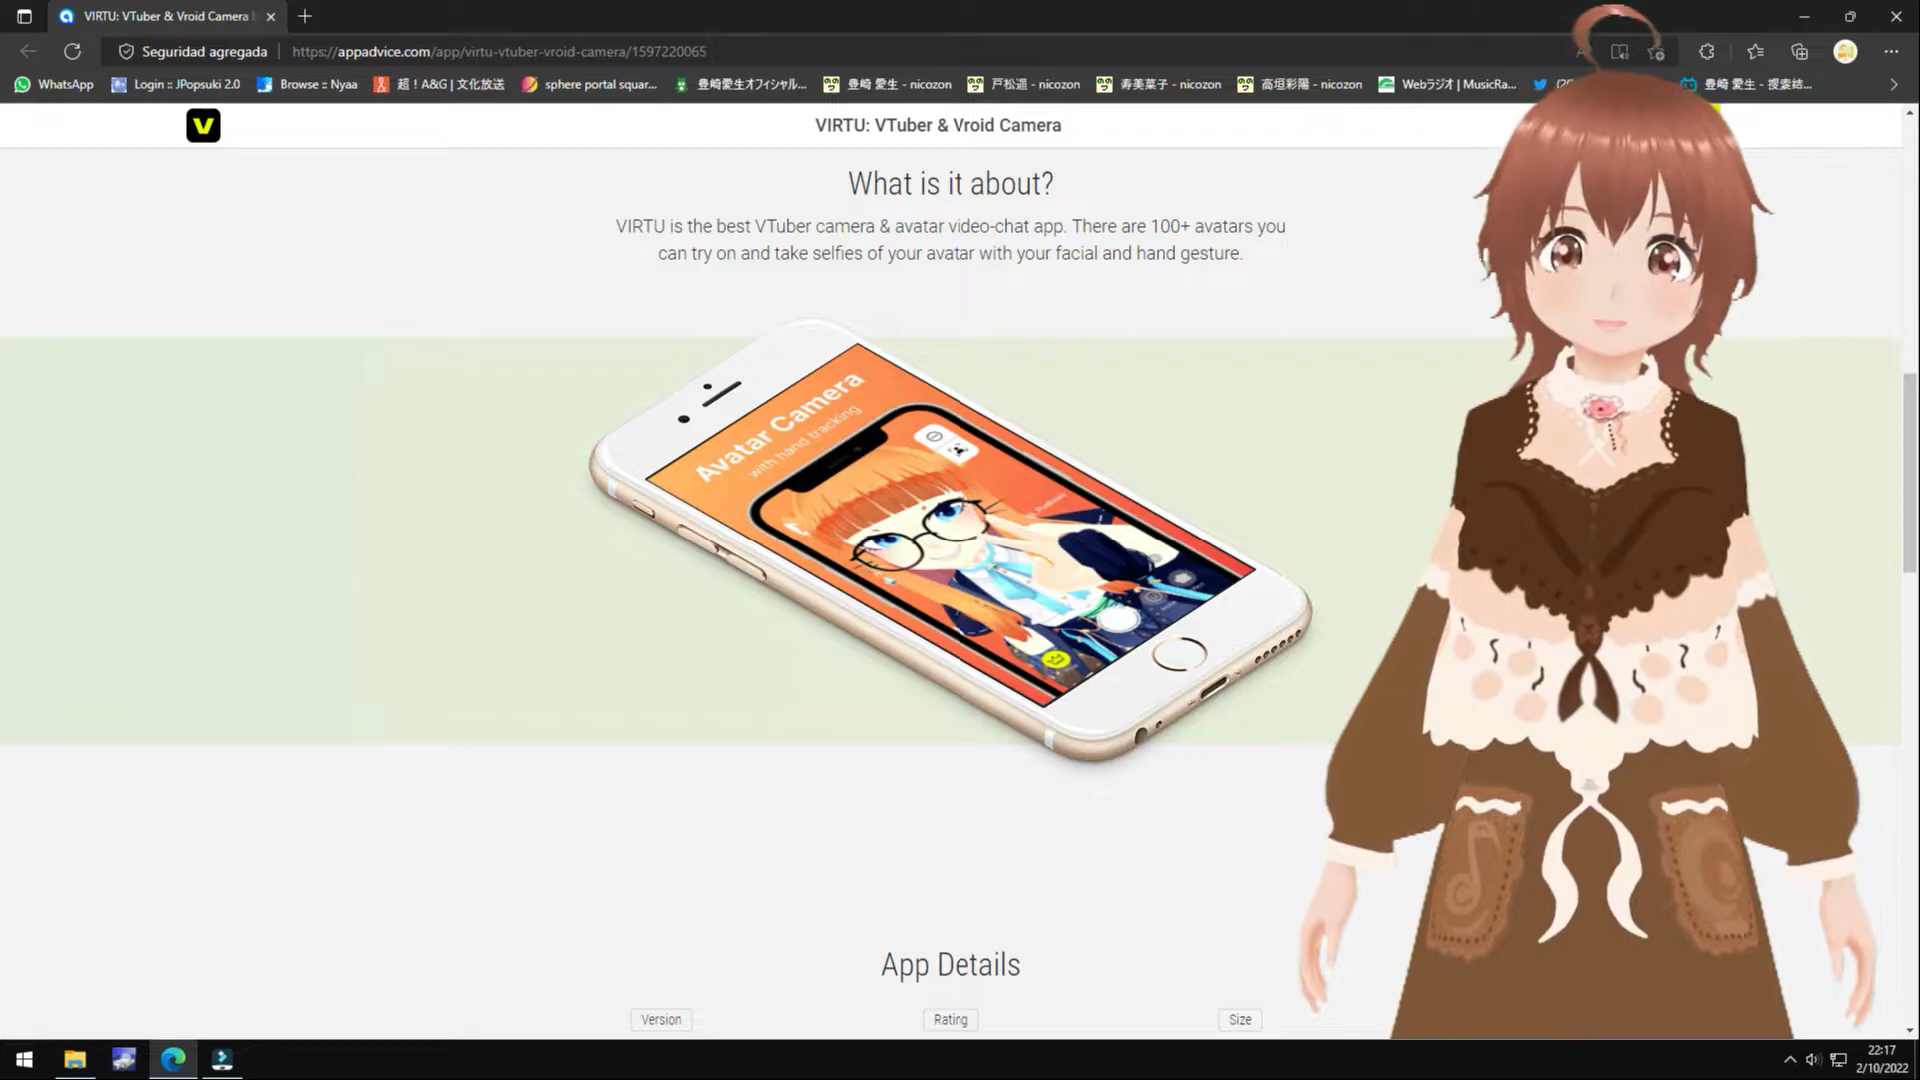 VIRTU: VTuber & Vroid Camera
Seguridad agregada
https://appadvice.com/app/virtu-vtuber-vroid-camera/1597220065
WhatsApp
Login :: JPopsuki 2.0
Browse :: Nyaa
超！A&G | 文化放送
sphere portal squar...
豊崎愛生オフィシャル...
豊崎 愛生 - nicozon
戸松遥 - nicozon
寿美菜子 - nicozon
高垣彩陽 - nicozon
Webラジオ | MusicRa...
豊崎 愛生 - 搜索结...
V
VIRTU: VTuber & Vroid Camera
What is it about?
VIRTU is the best VTuber camera & avatar video-chat app. There are 100+ avatars you
can try on and take selfies of your avatar with your facial and hand gesture.
Avatar Camera
with hand tracking
App Details
Version
Rating
Size
22:17
2/10/2022